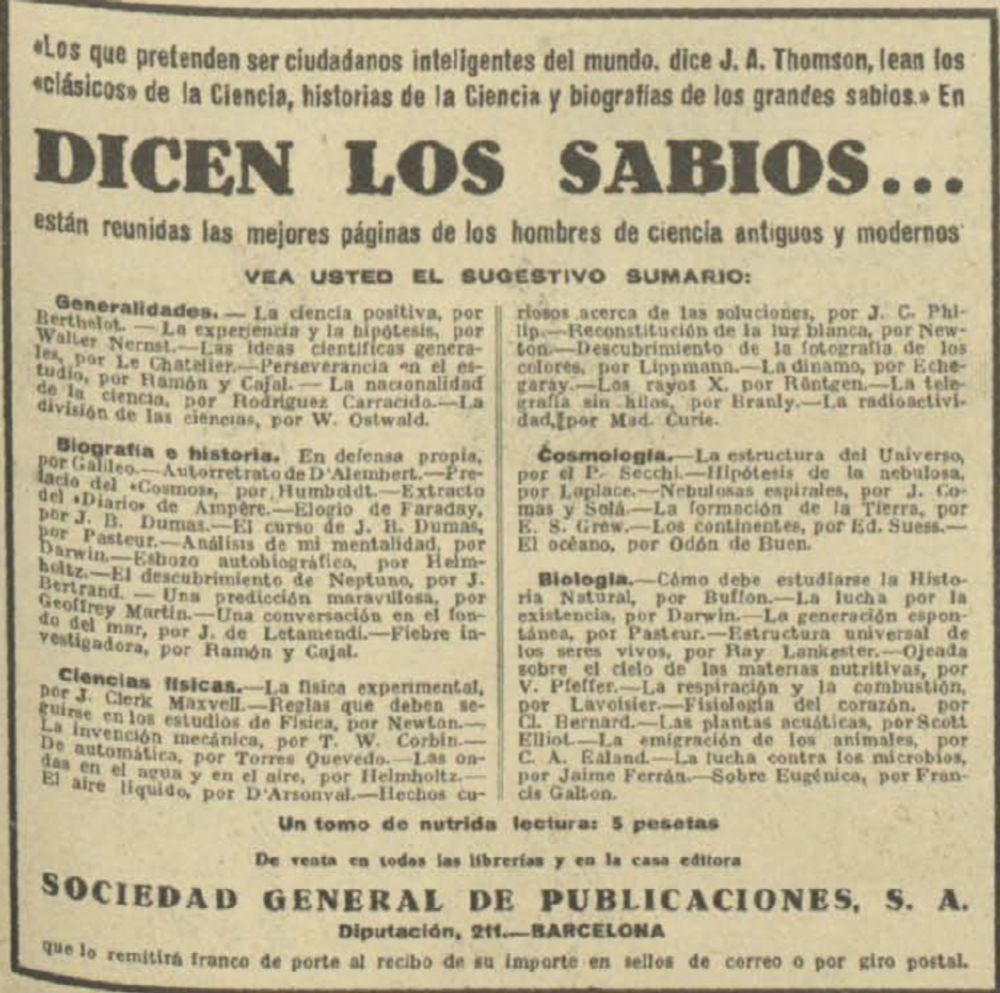 «Los que pretenden ser ciudadanos inteligentes del mundo. dice J. A. Thomson, lean los
«clásicos» de la Ciencia, historias de la Ciencia y biografías de los grandes sabios.» En
DICEN LOS SABIOS...
están reunidas las mejores páginas de los hombres de ciencia antiguos y modernos
VEA USTED EL SUGESTIVO SUMARIO:
Generalidades. — La ciencia positiva, por
Berthelot. — La experiencia y la hipótesis, por
Walter Nernst.—Las ideas científicas genera-
les, por Le Chatelier.—Perseverancia en el es-
tudio, por Ramón y Cajal. — La nacionalidad
de la ciencia, por Rodríguez Carracido.—La
división de las ciencias, por W. Ostwald.
Biografía e historia. En defensa propia,
por Galileo.—Autorretrato de D'Alembert.—Pre-
facio del «Cosmos», por Humboldt.—Extracto
del «Diario» de Ampère.—Elogio de Faraday,
por J. B. Dumas.—El curso de J. B. Dumas,
por Pasteur.—Análisis de mi mentalidad, por
Darwin.—Esbozo autobiográfico, por Helm-
holtz.—El descubrimiento de Neptuno, por J.
Bertrand. — Una predicción maravillosa, por
Geoffrey Martin.—Una conversación en el fon-
do del mar, por J. de Letamendi.—Fiebre in-
vestigadora, por Ramón y Cajal.
Ciencias físicas.—La física experimental,
por J. Clerk Maxvell.—Reglas que deben se-
guirse en los estudios de Física, por Newton.—
La invención mecánica, por T. W. Corbin.—
De automática, por Torres Quevedo.—Las on-
das en el agua y en el aire, por Helmholtz.—
El aire líquido, por D'Arsonval.—Hechos cu-
riosos acerca de las soluciones, por J. C. Phi-
lip.—Reconstitución de la luz blanca, por New-
ton.—Descubrimiento de la fotografía de los
colores, por Lippmann.—La dinamo, por Eche-
garay.—Los rayos X. por Röntgen.—La tele-
grafía sin hilos, por Branly.—La radioactivi-
dad, por Mad. Curie.
Cosmología.—La estructura del Universo,
por el P. Secchi.—Hipótesis de la nebulosa,
por Laplace.—Nebulosas espirales, por J. Co-
mas y Solá.—La formación de la Tierra, por
E. S. Grew.—Los continentes, por Ed. Suess.—
El océano, por Odón de Buen.
Biología.—Cómo debe estudiarse la Histo-
ria Natural, por Buffon.—La lucha por la
existencia, por Darwin.—La generación espon-
tánea, por Pasteur.—Estructura universal de
los seres vivos, por Ray Lankester.—Ojeada
sobre el cielo de las materias nutritivas, por
V. Pfeffer.—La respiración y la combustión,
por Lavoisier.—Fisiología del corazón. por
Cl. Bernard.—Las plantas acuáticas, por Scott
Elliot.—La emigración de los animales, por
C. A. Ealand.—La lucha contra los microbios,
por Jaime Ferrán.—Sobre Eugénica, por Fran-
cis Galton.
Un tomo de nutrida lectura: 5 pesetas
De venta en todas las librerías y en la casa editora
SOCIEDAD GENERAL DE PUBLICACIONES, S. A.
Diputación, 211.—BARCELONA
que lo remitirá franco de porte al recibo de su importe en sellos de correo o por giro postal.